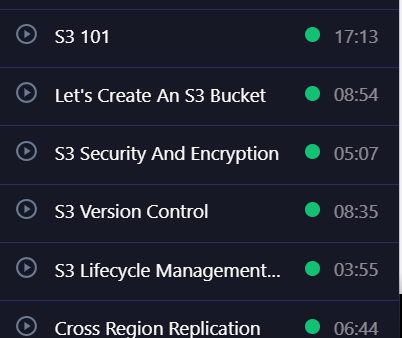 S3 101 17:13
Let's Create An S3 Bucket 08:54
S3 Security And Encryption 05:07
S3 Version Control 08:35
S3 Lifecycle Management... 03:55
Cross Region Replication 06:44